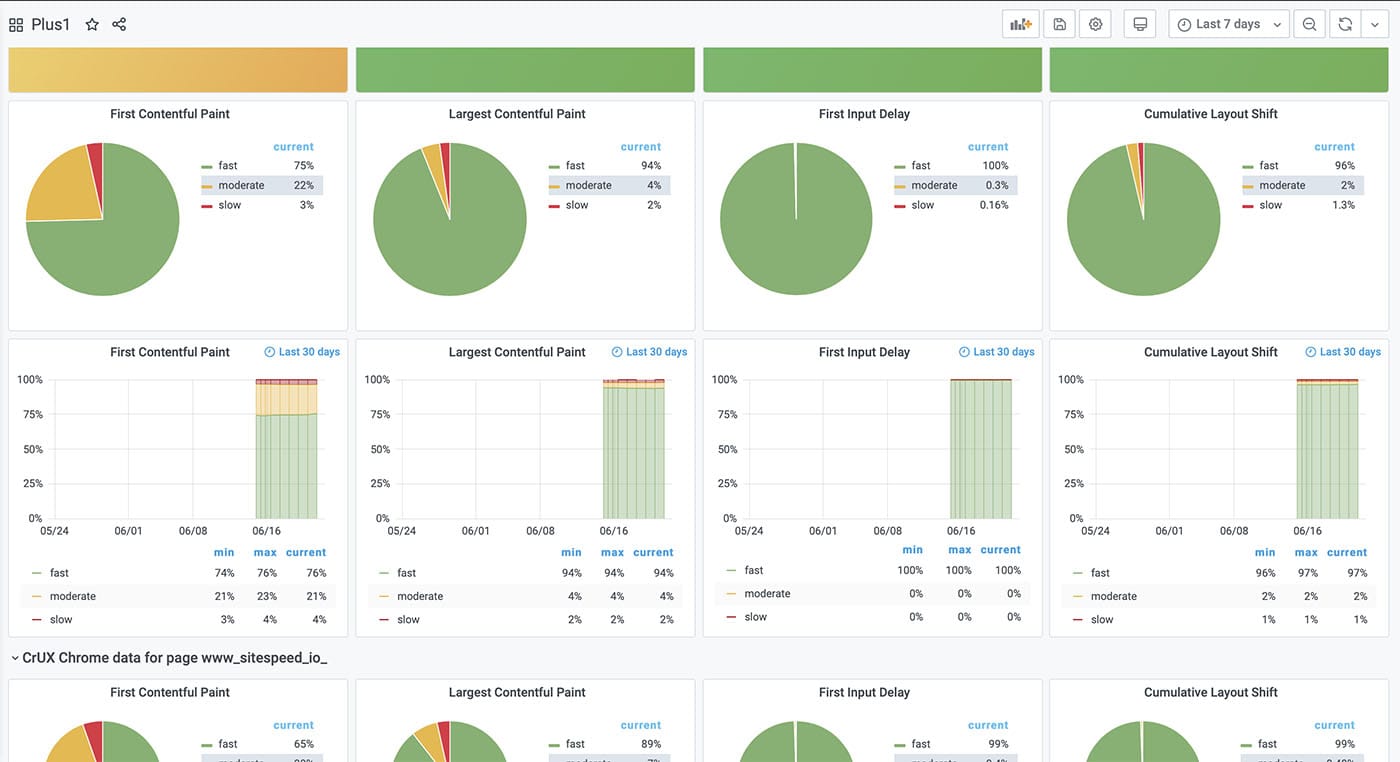 Plus1
Last 7 days
First Contentful Paint
current
fast 75%
moderate 22%
slow 3%
Largest Contentful Paint
current
fast 94%
moderate 4%
slow 2%
First Input Delay
current
fast 100%
moderate 0.3%
slow 0.16%
Cumulative Layout Shift
current
fast 96%
moderate 2%
slow 1.3%
First Contentful Paint
Last 30 days
100%
75%
50%
25%
0%
05/24 06/01 06/08 06/16
min max current
fast 74% 76% 76%
moderate 21% 23% 21%
slow 3% 4% 4%
Largest Contentful Paint
Last 30 days
100%
75%
50%
25%
0%
05/24 06/01 06/08 06/16
min max current
fast 94% 94% 94%
moderate 4% 4% 4%
slow 2% 2% 2%
First Input Delay
Last 30 days
100%
75%
50%
25%
0%
05/24 06/01 06/08 06/16
min max current
fast 100% 100% 100%
moderate 0% 0% 0%
slow 0% 0% 0%
Cumulative Layout Shift
Last 30 days
100%
75%
50%
25%
0%
05/24 06/01 06/08 06/16
min max current
fast 96% 97% 97%
moderate 2% 2% 2%
slow 1% 1% 1%
CrUX Chrome data for page www_sitespeed_io_
First Contentful Paint
current
fast 65%
Largest Contentful Paint
current
fast 89%
First Input Delay
current
fast 99%
Cumulative Layout Shift
current
fast 99%